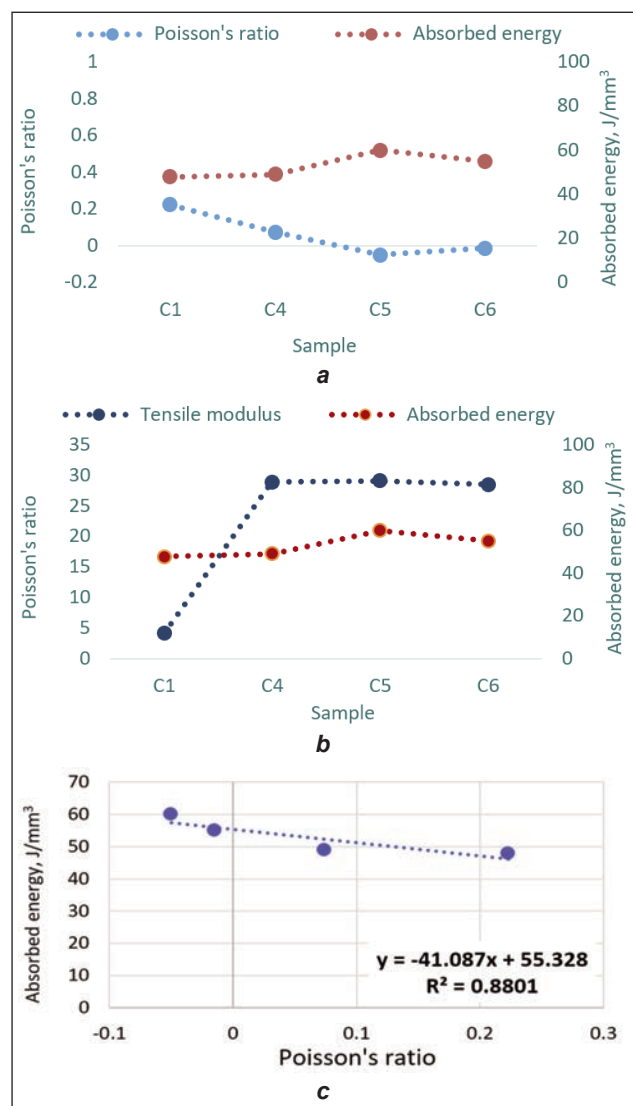 Poisson's ratio Absorbed energy
1
0.8
0.6
0.4
0.2
0
-0.2
100
80
60
40
20
0
Poisson's ratio
Absorbed energy, J/mm³
C1 C4 C5 C6
Sample
a
Tensile modulus Absorbed energy
35
30
25
20
15
10
5
0
100
80
60
40
20
0
Poisson's ratio
Absorbed energy, J/mm³
C1 C4 C5 C6
Sample
b
70
60
50
40
30
20
10
0
Absorbed energy, J/mm³
y = -41.087x + 55.328
R² = 0.8801
-0.1 0 0.1 0.2 0.3
Poisson's ratio
c